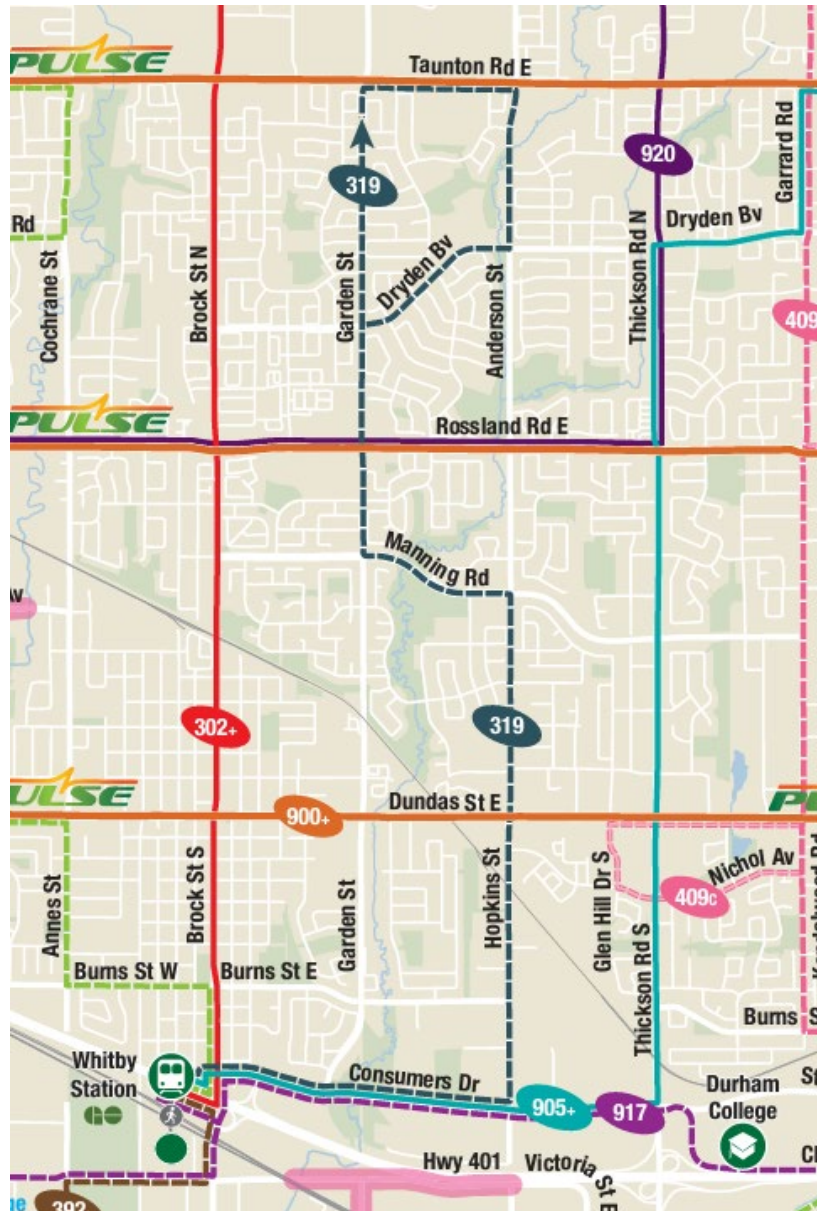 PULSE
Taunton Rd E
920
Garrard Rd
319
Rd
Dryden Bv
Cochrane St
Brock St N
Garden St
Dryden Bv
Anderson St
Thickson Rd N
409
PULSE
Rossland Rd E
Manning Rd
302+
319
ULSE
Dundas St E
900+
Annes St
Brock St S
Garden St
Hopkins St
Glen Hill Dr S
Nichol Av
409C
Thickson Rd S
Burns St W
Burns St E
Burns
Whitby
Station
GO
Consumers Dr
905+
917
Durham
College
Hwy 401
Victoria St E
392